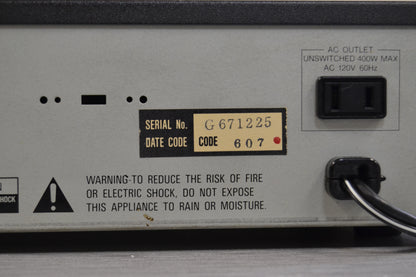 AC OUTLET
UNSWITCHED 400W MAX
AC 120V 60Hz
SERIAL No. G 671225
DATE CODE CODE 607
SHOCK
WARNING-TO REDUCE THE RISK OF FIRE
OR ELECTRIC SHOCK, DO NOT EXPOSE
THIS APPLIANCE TO RAIN OR MOISTURE.